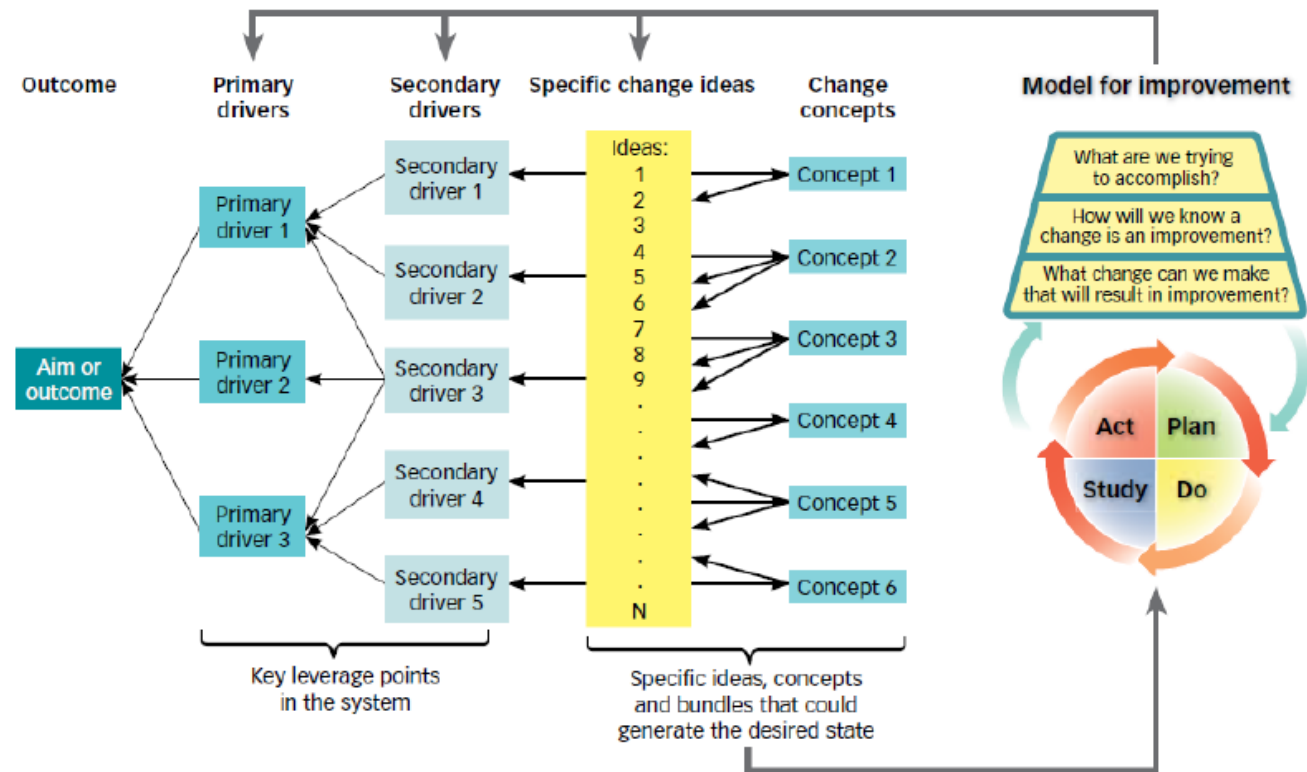 Outcome
Primary
drivers
Secondary
drivers
Specific change ideas
Change
concepts
Model for improvement
Aim or
outcome
Primary
driver 1
Primary
driver 2
Primary
driver 3
Secondary
driver 1
Secondary
driver 2
Secondary
driver 3
Secondary
driver 4
Secondary
driver 5
Ideas:
1
2
3
4
5
6
7
8
9
.
.
.
.
.
.
.
N
Concept 1
Concept 2
Concept 3
Concept 4
Concept 5
Concept 6
What are we trying
to accomplish?
How will we know a
change is an improvement?
What change can we make
that will result in improvement?
Act
Plan
Study
Do
Key leverage points
in the system
Specific ideas, concepts
and bundles that could
generate the desired state